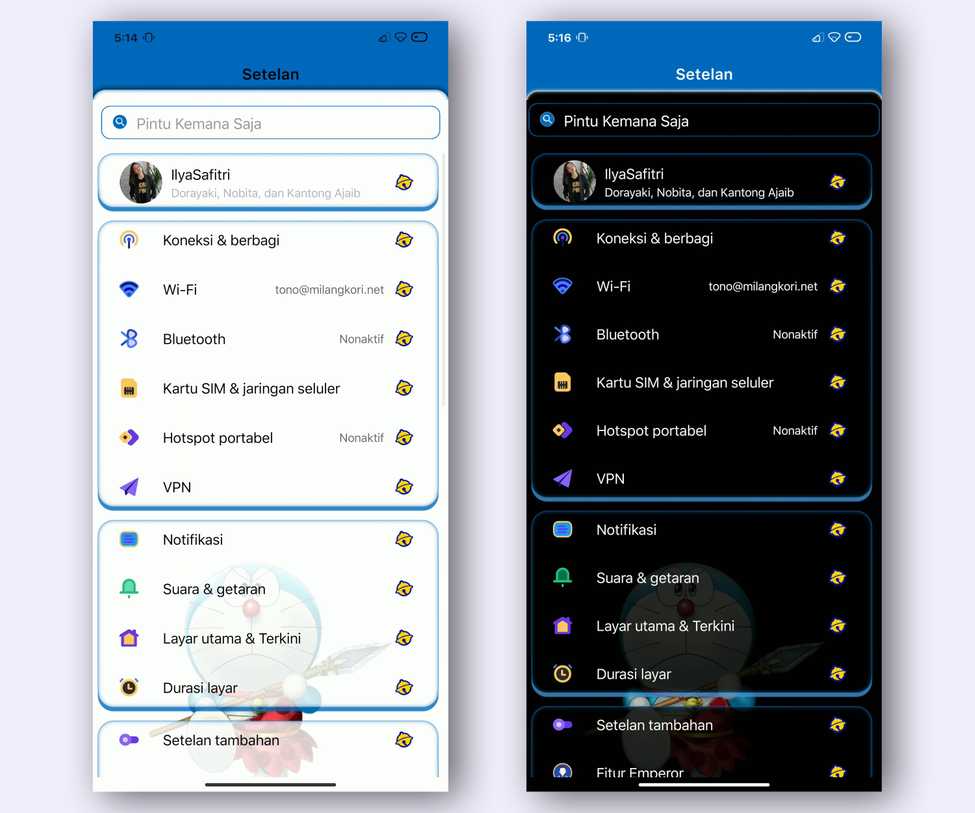 5:14
Setelan
Pintu Kemana Saja
IlyaSafitri
Dorayaki, Nobita, dan Kantong Ajaib
Koneksi & berbagi
Wi-Fi tono@milangkori.net
Bluetooth Nonaktif
Kartu SIM & jaringan seluler
Hotspot portabel Nonaktif
VPN
Notifikasi
Suara & getaran
Layar utama & Terkini
Durasi layar
Setelan tambahan
5:16
Setelan
Pintu Kemana Saja
IlyaSafitri
Dorayaki, Nobita, dan Kantong Ajaib
Koneksi & berbagi
Wi-Fi tono@milangkori.net
Bluetooth Nonaktif
Kartu SIM & jaringan seluler
Hotspot portabel Nonaktif
VPN
Notifikasi
Suara & getaran
Layar utama & Terkini
Durasi layar
Setelan tambahan
Fitur Emperor